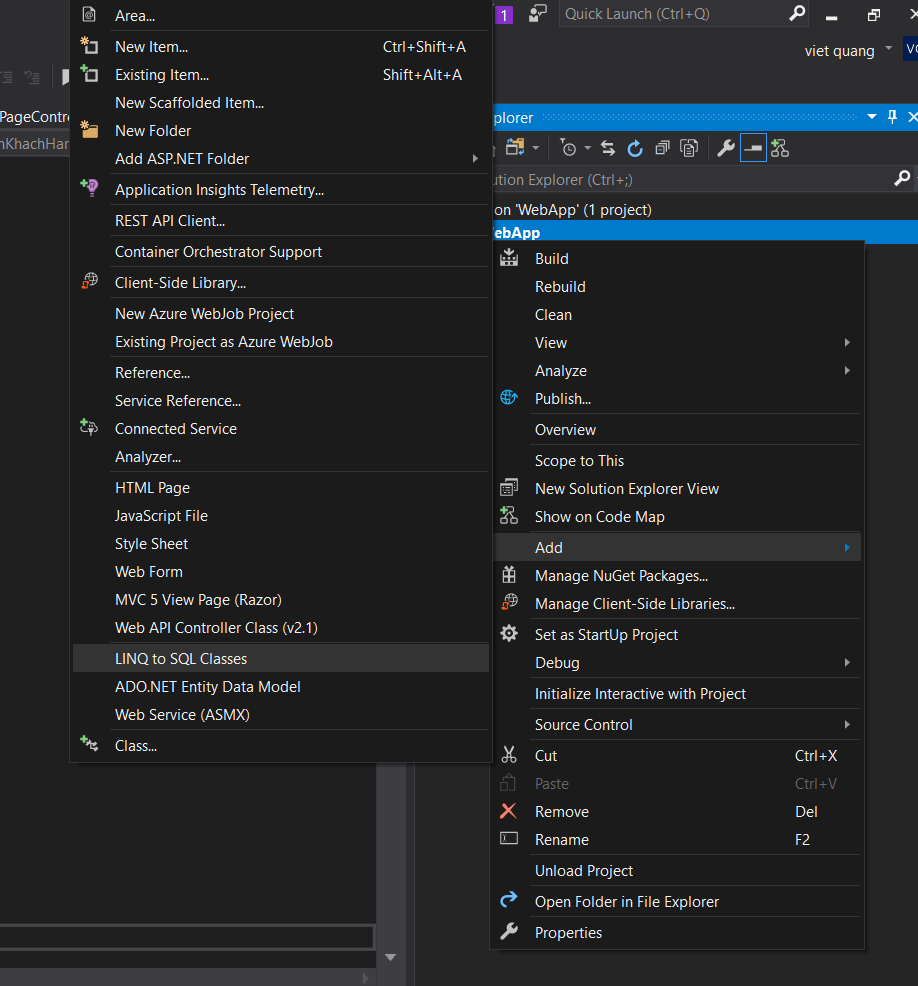 Area...
New Item... Ctrl+Shift+A
Existing Item... Shift+Alt+A
New Scaffolded Item...
New Folder
Add ASP.NET Folder
Application Insights Telemetry...
REST API Client...
Container Orchestrator Support
Client-Side Library...
New Azure WebJob Project
Existing Project as Azure WebJob
Reference...
Service Reference...
Connected Service
Analyzer...
HTML Page
JavaScript File
Style Sheet
Web Form
MVC 5 View Page (Razor)
Web API Controller Class (v2.1)
LINQ to SQL Classes
ADO.NET Entity Data Model
Web Service (ASMX)
Class...
PageContr
nKhachHar
1
Quick Launch (Ctrl+Q)
viet quang
plorer
ution Explorer (Ctrl+;)
on 'WebApp' (1 project)
ebApp
Build
Rebuild
Clean
View
Analyze
Publish...
Overview
Scope to This
New Solution Explorer View
Show on Code Map
Add
Manage NuGet Packages...
Manage Client-Side Libraries...
Set as StartUp Project
Debug
Initialize Interactive with Project
Source Control
Cut Ctrl+X
Paste Ctrl+V
Remove Del
Rename F2
Unload Project
Open Folder in File Explorer
Properties